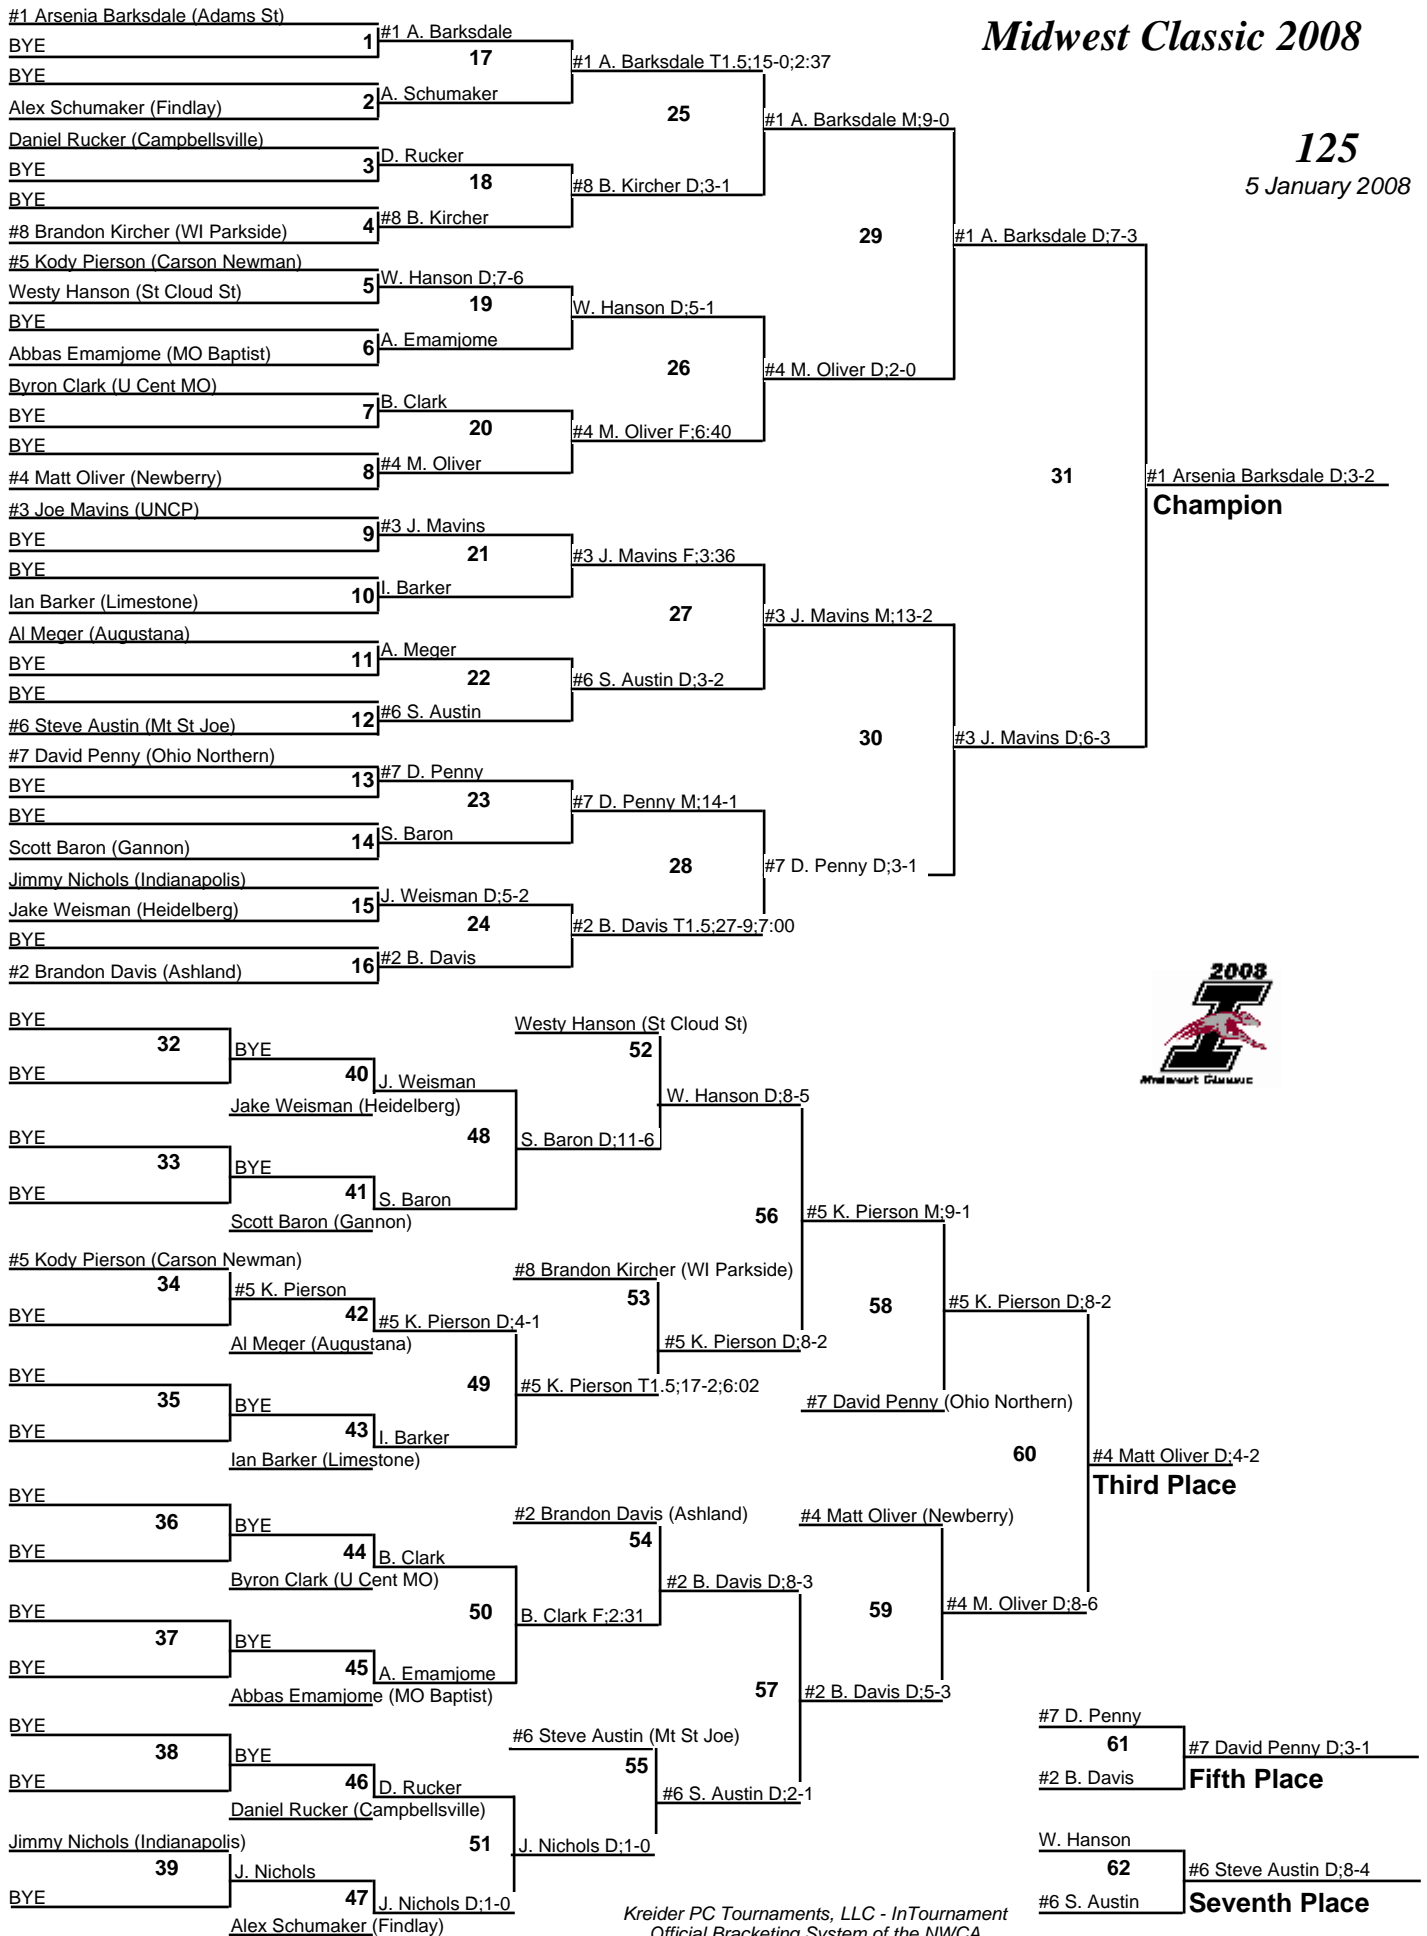 Midwest Classic 2008
125
5 January 2008
#1 Arsenia Barksdale (Adams St)
BYE
1
BYE
Alex Schumaker (Findlay)
2
Daniel Rucker (Campbellsville)
BYE
3
BYE
#8 Brandon Kircher (WI Parkside)
4
#5 Kody Pierson (Carson Newman)
Westy Hanson (St Cloud St)
5
BYE
Abbas Emamjome (MO Baptist)
6
Byron Clark (U Cent MO)
BYE
7
BYE
#4 Matt Oliver (Newberry)
8
#3 Joe Mavins (UNCP)
BYE
9
BYE
Ian Barker (Limestone)
10
Al Meger (Augustana)
BYE
11
BYE
#6 Steve Austin (Mt St Joe)
12
#7 David Penny (Ohio Northern)
BYE
13
BYE
Scott Baron (Gannon)
14
Jimmy Nichols (Indianapolis)
Jake Weisman (Heidelberg)
15
BYE
#2 Brandon Davis (Ashland)
16
#1 A. Barksdale
17
A. Schumaker
D. Rucker
18
#8 B. Kircher
W. Hanson D;7-6
19
A. Emamjome
B. Clark
20
#4 M. Oliver
#3 J. Mavins
21
I. Barker
A. Meger
22
#6 S. Austin
#7 D. Penny
23
S. Baron
J. Weisman D;5-2
24
#2 B. Davis
#1 A. Barksdale T1.5;15-0;2:37
25
#8 B. Kircher D;3-1
W. Hanson D;5-1
26
#4 M. Oliver F;6:40
#3 J. Mavins F;3:36
27
#6 S. Austin D;3-2
#7 D. Penny M;14-1
28
#2 B. Davis T1.5;27-9;7:00
#1 A. Barksdale M;9-0
29
#4 M. Oliver D;2-0
#3 J. Mavins M;13-2
30
#7 D. Penny D;3-1
#1 A. Barksdale D;7-3
31
#3 J. Mavins D;6-3
#1 Arsenia Barksdale D;3-2
Champion
2008
I
Midwest Classic
BYE
32
BYE
BYE
33
BYE
#5 Kody Pierson (Carson Newman)
34
BYE
BYE
35
BYE
BYE
36
BYE
BYE
37
BYE
BYE
38
BYE
Jimmy Nichols (Indianapolis)
39
BYE
BYE
40
Jake Weisman (Heidelberg)
BYE
41
Scott Baron (Gannon)
#5 K. Pierson
42
Al Meger (Augustana)
BYE
43
Ian Barker (Limestone)
BYE
44
Byron Clark (U Cent MO)
BYE
45
Abbas Emamjome (MO Baptist)
BYE
46
Daniel Rucker (Campbellsville)
J. Nichols
47
Alex Schumaker (Findlay)
J. Weisman
48
S. Baron
#5 K. Pierson D;4-1
49
I. Barker
B. Clark
50
A. Emamjome
D. Rucker
51
J. Nichols D;1-0
Westy Hanson (St Cloud St)
52
S. Baron D;11-6
#8 Brandon Kircher (WI Parkside)
53
#5 K. Pierson T1.5;17-2;6:02
#2 Brandon Davis (Ashland)
54
B. Clark F;2:31
#6 Steve Austin (Mt St Joe)
55
J. Nichols D;1-0
W. Hanson D;8-5
56
#5 K. Pierson D;8-2
#2 B. Davis D;8-3
57
#6 S. Austin D;2-1
#5 K. Pierson M;9-1
58
#7 David Penny (Ohio Northern)
#4 Matt Oliver (Newberry)
59
#2 B. Davis D;5-3
#5 K. Pierson D;8-2
60
#4 M. Oliver D;8-6
#4 Matt Oliver D;4-2
Third Place
#7 D. Penny
61
#2 B. Davis
#7 David Penny D;3-1
Fifth Place
W. Hanson
62
#6 S. Austin
#6 Steve Austin D;8-4
Seventh Place
Kreider PC Tournaments, LLC - InTournament
Official Bracketing System of the NWCA